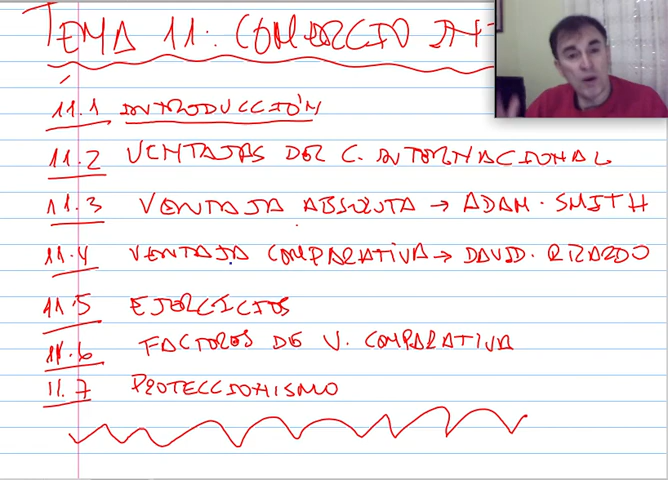 TEMA 11: COMERCIO INT
11.1 INTRODUCCIÓN
11.2 VENTAJAS DEL C. INTERNACIONAL
11.3 VENTAJA ABSOLUTA → ADAM. SMITH
11.4 VENTAJA COMPARATIVA → DAVID. RICARDO
11.5 EJERCICIOS
11.6 FACTORES DE V. COMPARATIVA
11.7 PROTECCIONISMO